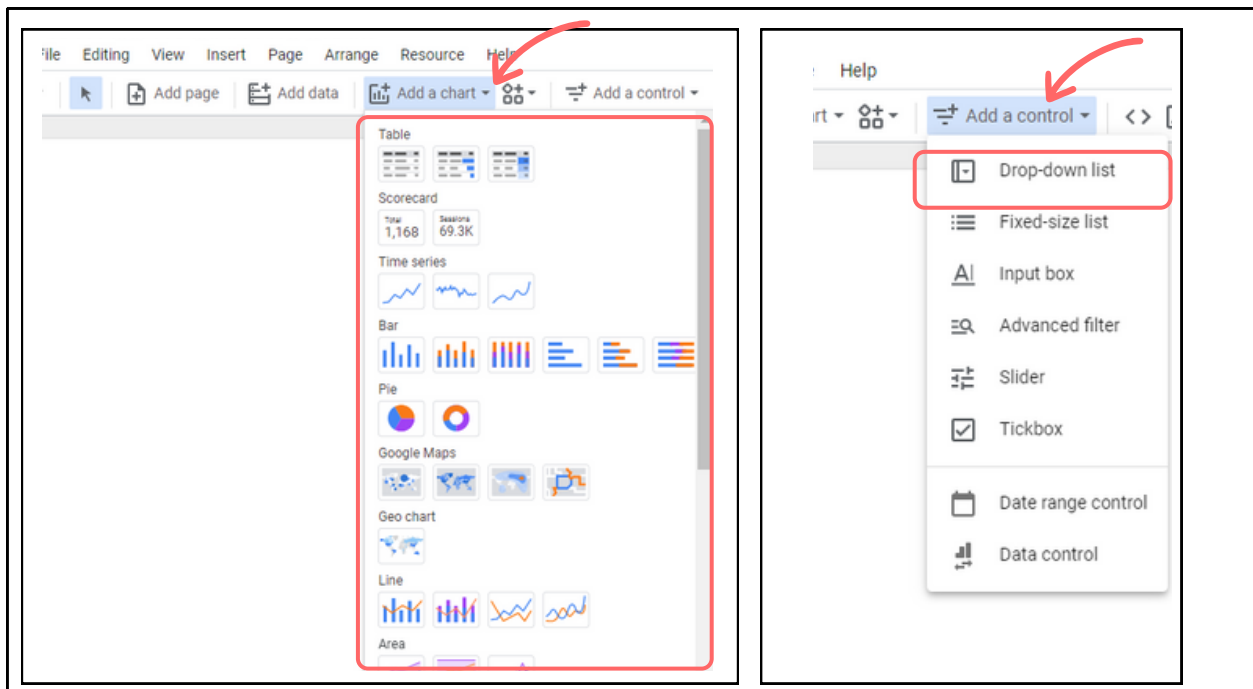 File Editing View Insert Page Arrange Resource Help
Add page Add data Add a chart Add a control
Table
Scorecard
Total Sessions
1,168 69.3K
Time series
Bar
Pie
Google Maps
Geo chart
Line
Area
Help
rt Add a control
Drop-down list
Fixed-size list
AI Input box
Advanced filter
Slider
Tickbox
Date range control
Data control